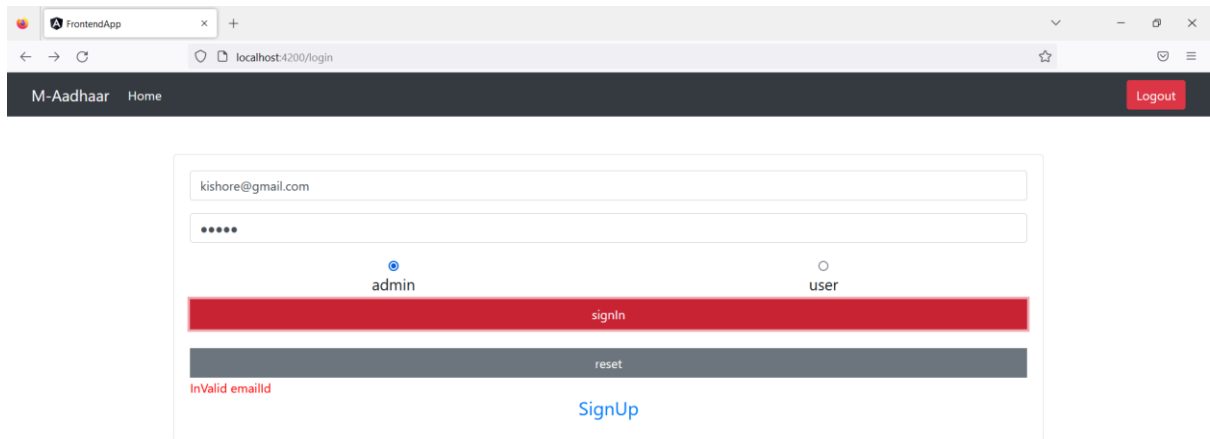 FrontendApp
localhost:4200/login
M-Aadhaar Home Logout
kishore@gmail.com
•••••
admin user
signIn
reset
InValid emailId
SignUp